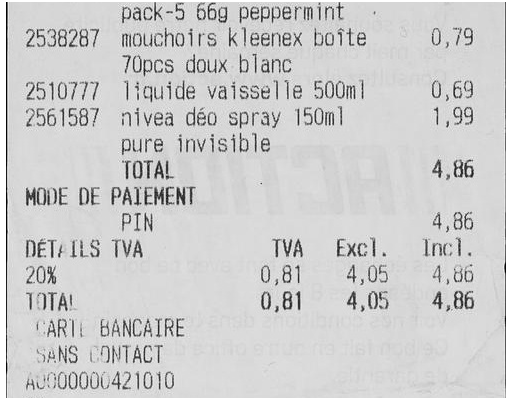 pack-5 66g peppermint
2538287 mouchoirs kleenex boîte 0,79
70pcs doux blanc
2510777 liquide vaisselle 500ml 0,69
2561587 nivea déo spray 150ml 1,99
pure invisible
TOTAL 4,86
MODE DE PAIEMENT
PIN 4,86
DÉTAILS TVA TVA Excl. Incl.
20% 0,81 4,05 4,86
TOTAL 0,81 4,05 4,86
CARTE BANCAIRE
SANS CONTACT
A0000000421010